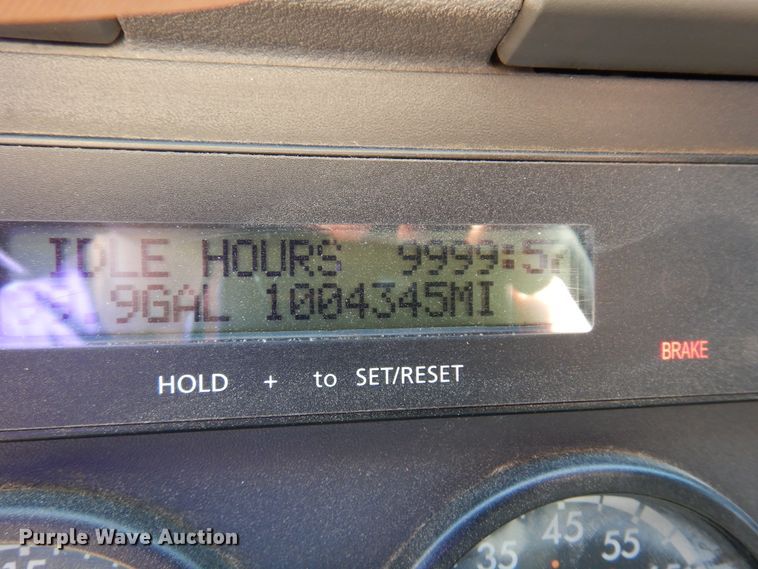 IDLE HOURS 9999:57
.9GAL 1004345MI
BRAKE
HOLD + to SET/RESET
45
35 55
Purple Wave Auction